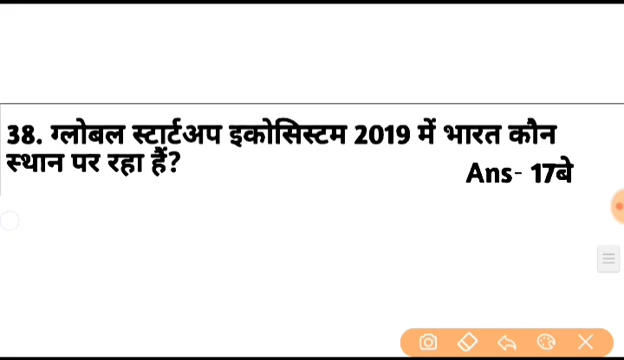 38. ग्लोबल स्टार्टअप इकोसिस्टम 2019 में भारत कौन
स्थान पर रहा हैं?
Ans- 17बे